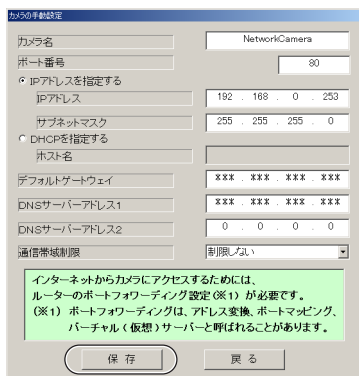 カメラの手動設定
カメラ名 NetworkCamera
ポート番号 80
IPアドレスを指定する
IPアドレス 192 . 168 . 0 . 253
サブネットマスク 255 . 255 . 255 . 0
DHCPを指定する
ホスト名
デフォルトゲートウェイ ***. ***. ***. ***
DNSサーバーアドレス1 ***. ***. ***. ***
DNSサーバーアドレス2 0 . 0 . 0 . 0
通信帯域制限 制限しない
インターネットからカメラにアクセスするためには、
ルーターのポートフォワーディング設定(※1)が必要です。
(※1) ポートフォワーディングは、アドレス変換、ポートマッピング、
バーチャル(仮想)サーバーと呼ばれることがあります。
保存 戻る